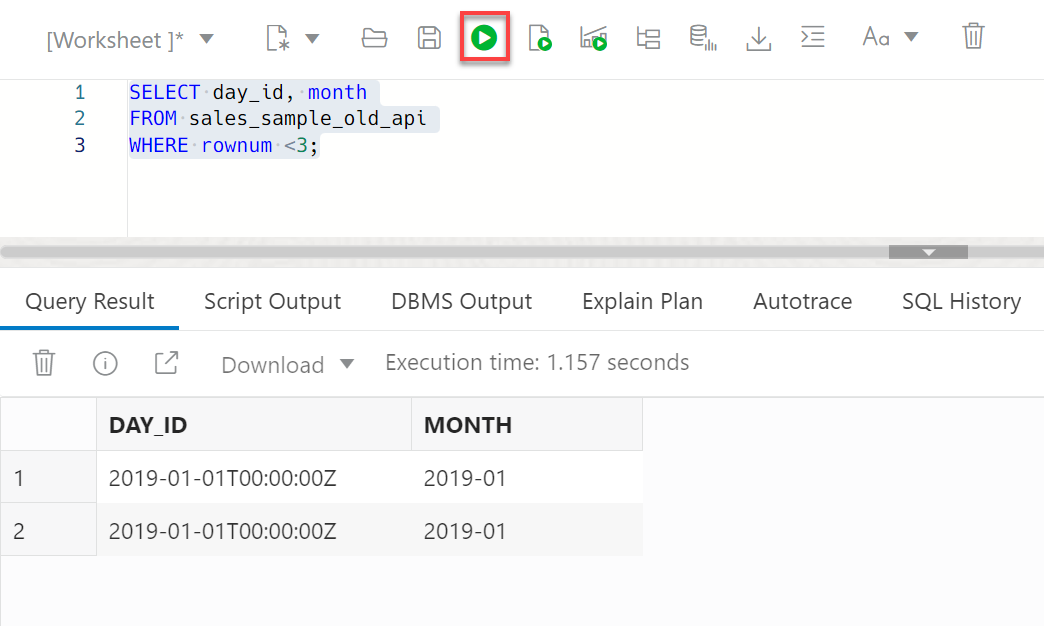 [Worksheet ]*
Aa
1 SELECT day_id, month
2 FROM sales_sample_old_api
3 WHERE rownum <3;
Query Result Script Output DBMS Output Explain Plan Autotrace SQL History
Download Execution time: 1.157 seconds
DAY_ID MONTH
1 2019-01-01T00:00:00Z 2019-01
2 2019-01-01T00:00:00Z 2019-01